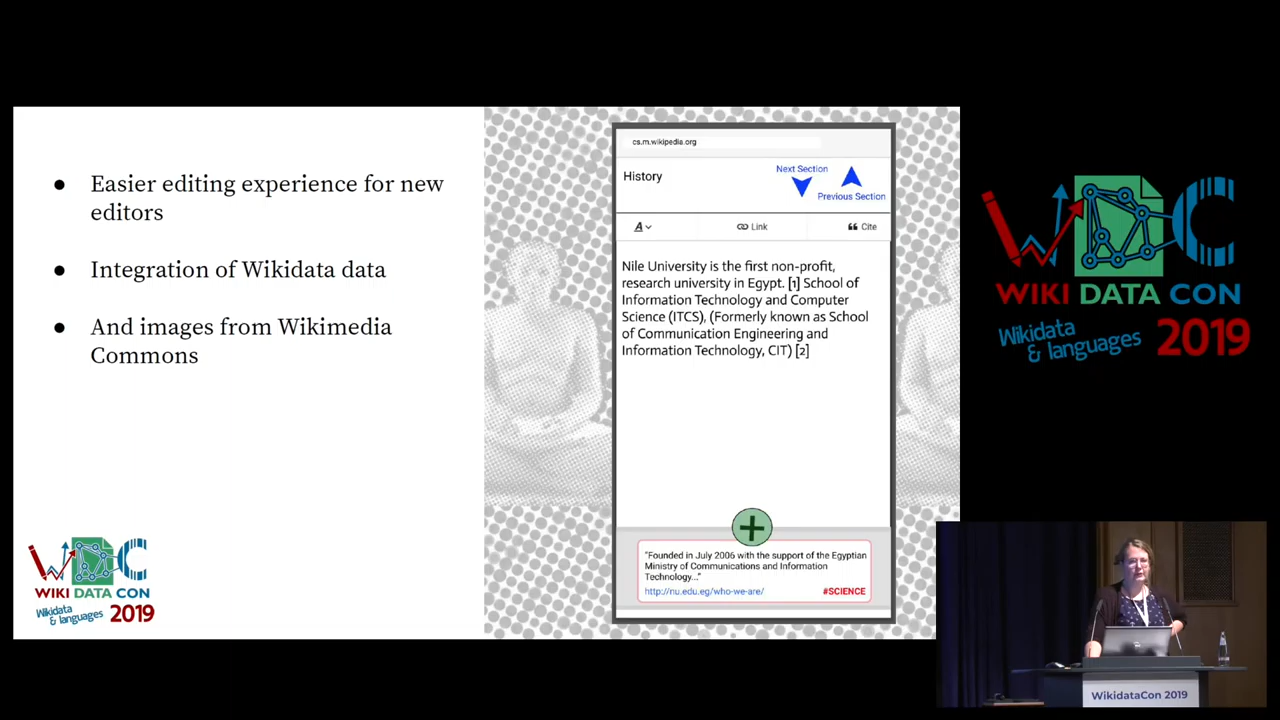 ● Easier editing experience for new
editors
● Integration of Wikidata data
● And images from Wikimedia
Commons
WDC
WIKI DATA CON
Wikidata
& languages 2019
cs.m.wikipedia.org
History
Next Section
Previous Section
A
Link
Cite
Nile University is the first non-profit,
research university in Egypt. [1] School of
Information Technology and Computer
Science (ITCS), (Formerly known as School
of Communication Engineering and
Information Technology, CIT) [2]
"Founded in July 2006 with the support of the Egyptian
Ministry of Communications and Information
Technology..."
http://nu.edu.eg/who-we-are/ #SCIENCE
WDC
WIKI DATA CON
Wikidata
& languages 2019
WikidataCon 2019